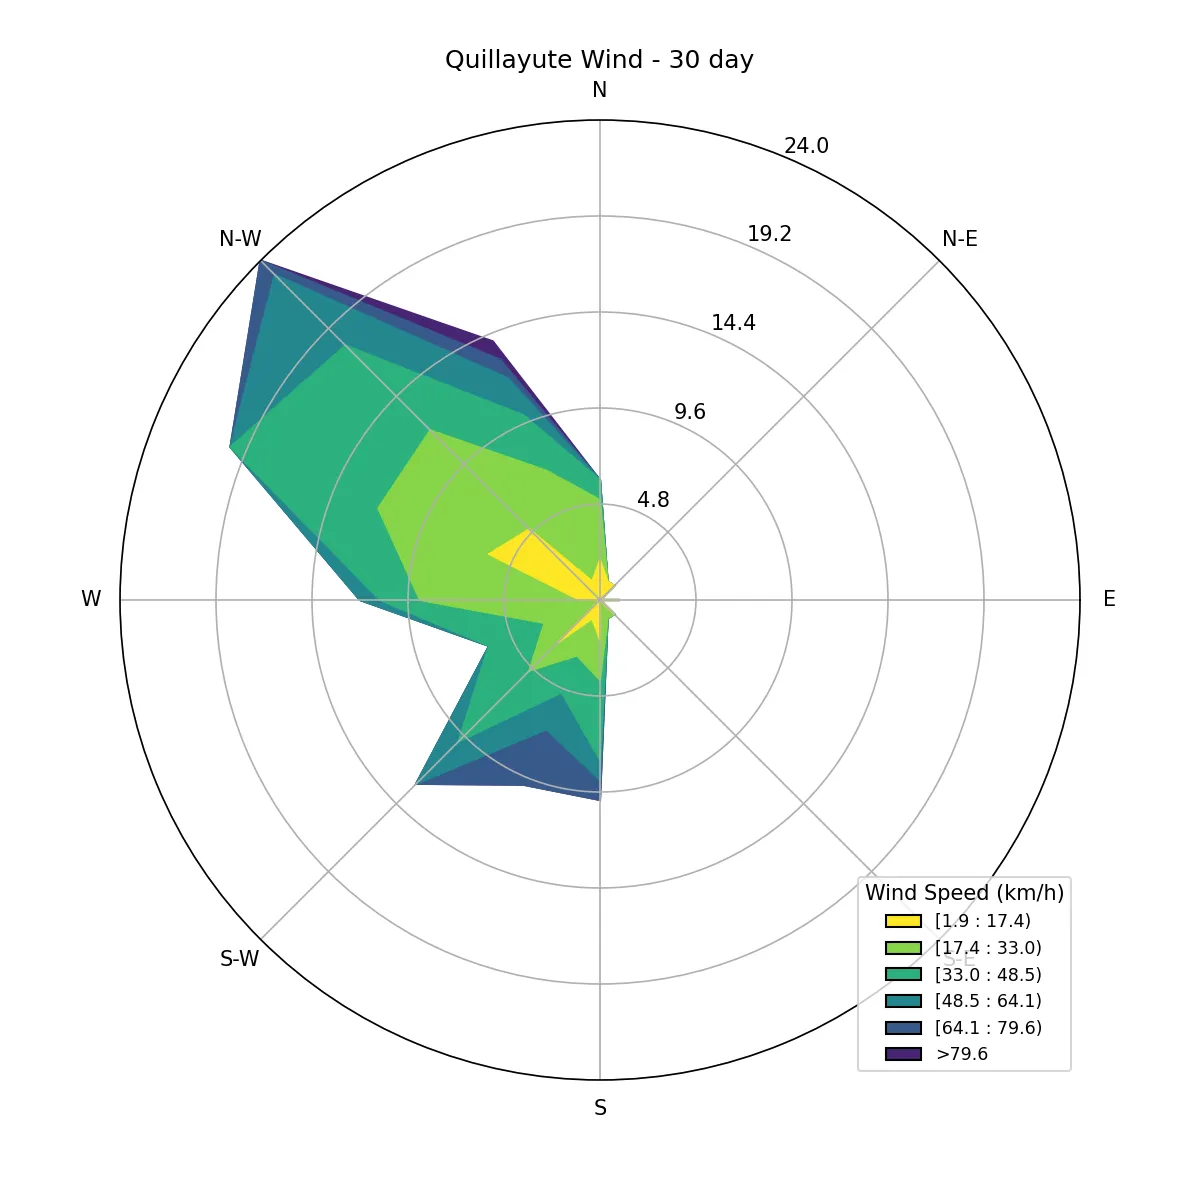 Quillayute Wind - 30 day
N
24.0
19.2
N-W
N-E
14.4
9.6
4.8
W
E
Wind Speed (km/h)
[1.9 : 17.4)
[17.4 : 33.0)
S-W
S-E
[33.0 : 48.5)
[48.5 : 64.1)
[64.1 : 79.6)
>79.6
S